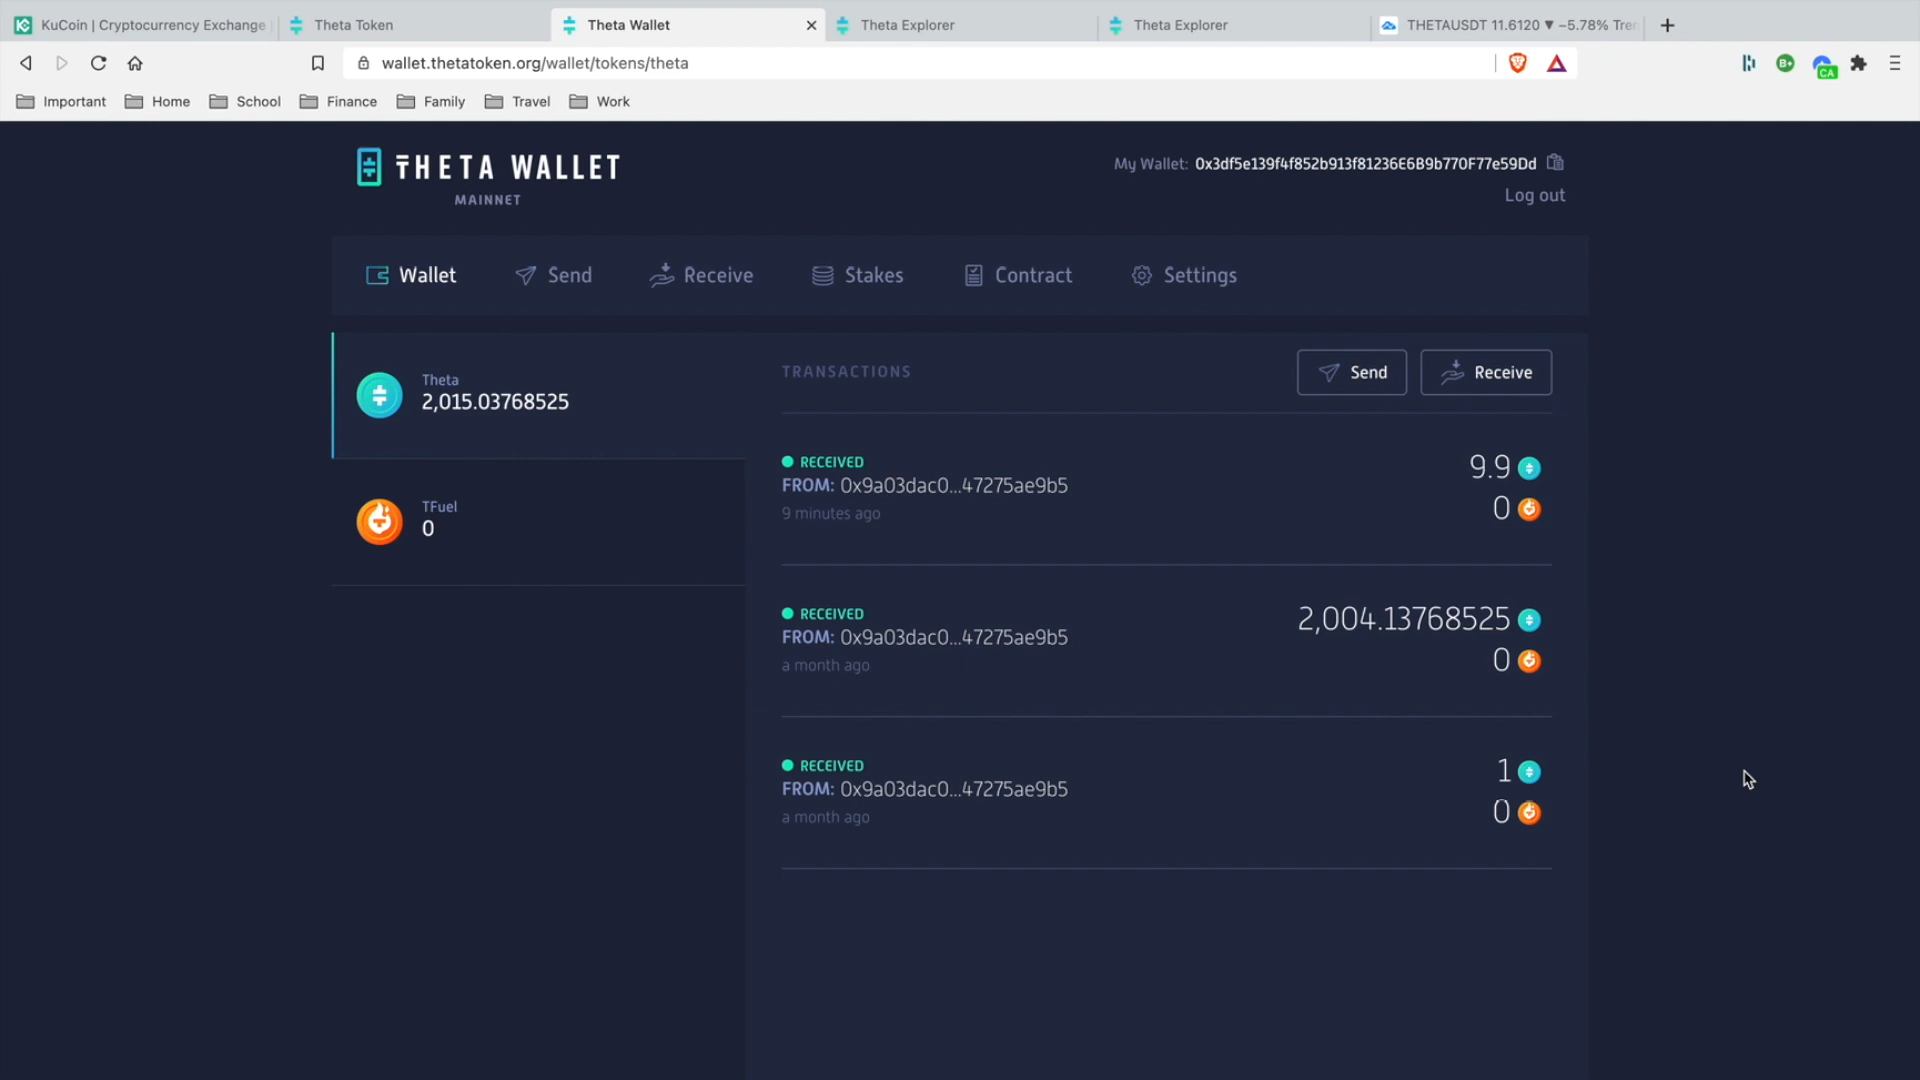 KuCoin | Cryptocurrency Exchange
Theta Token
Theta Wallet
Theta Explorer
Theta Explorer
THETAUSDT 11.6120 ▼ −5.78% Tre
wallet.thetatoken.org/wallet/tokens/theta
B+
CA
Important
Home
School
Finance
Family
Travel
Work
THETA WALLET
MAINNET
My Wallet: 0x3df5e139f4f852b913f81236E6B9b770F77e59Dd
Log out
Wallet
Send
Receive
Stakes
Contract
Settings
Theta
2,015.03768525
TFuel
0
TRANSACTIONS
Send
Receive
RECEIVED
FROM: 0x9a03dac0...47275ae9b5
9 minutes ago
9.9
0
RECEIVED
FROM: 0x9a03dac0...47275ae9b5
a month ago
2,004.13768525
0
RECEIVED
FROM: 0x9a03dac0...47275ae9b5
a month ago
1
0